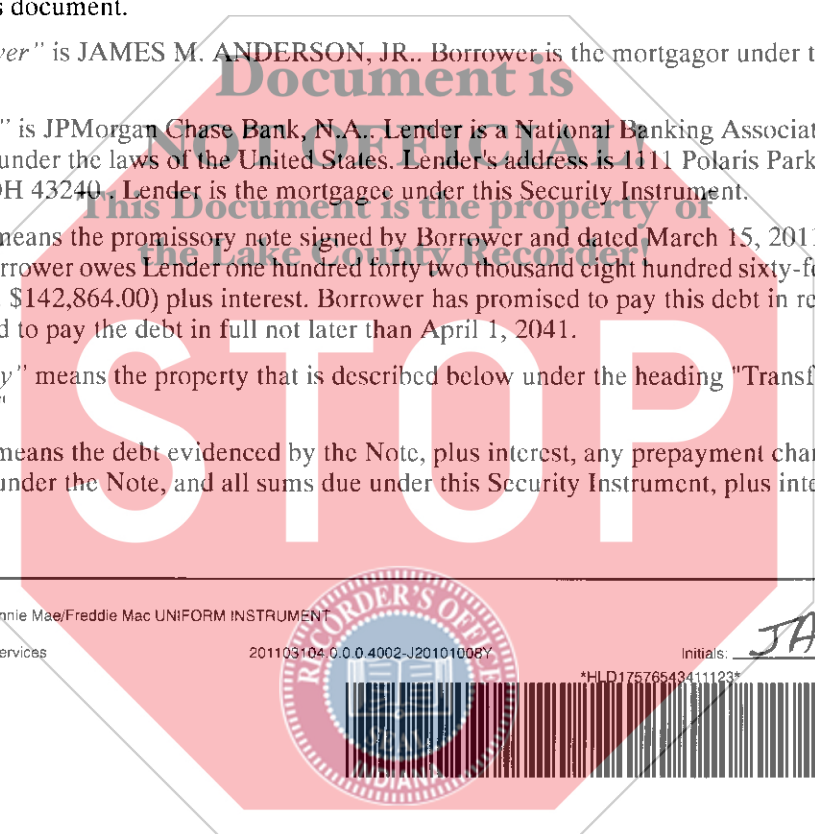 s document.
ver" is JAMES M. ANDERSON, JR.. Borrower is the mortgagor under t
Document is
" is JPMorgan Chase Bank, N.A.. Lender is a National Banking Associat
NOT OFFICIAL!
under the laws of the United States. Lender's address is 1111 Polaris Park
OH 43240 . Lender is the mortgagee under this Security Instrument.
This Document is the property of
means the promissory note signed by Borrower and dated March 15, 2011
the Lake County Recorder!
rrower owes Lender one hundred forty two thousand eight hundred sixty-fo
$142,864.00) plus interest. Borrower has promised to pay this debt in re
d to pay the debt in full not later than April 1, 2041.
y" means the property that is described below under the heading "Transf
"
STOP
means the debt evidenced by the Note, plus interest, any prepayment char
under the Note, and all sums due under this Security Instrument, plus inte
nnie Mae/Freddie Mac UNIFORM INSTRUMENT
ervices 201103104.0.0.0.4002-J20101008Y Initials: JA
*HLD17576543411123*
RECORDER'S OFFICE
SEAL
INDIANA